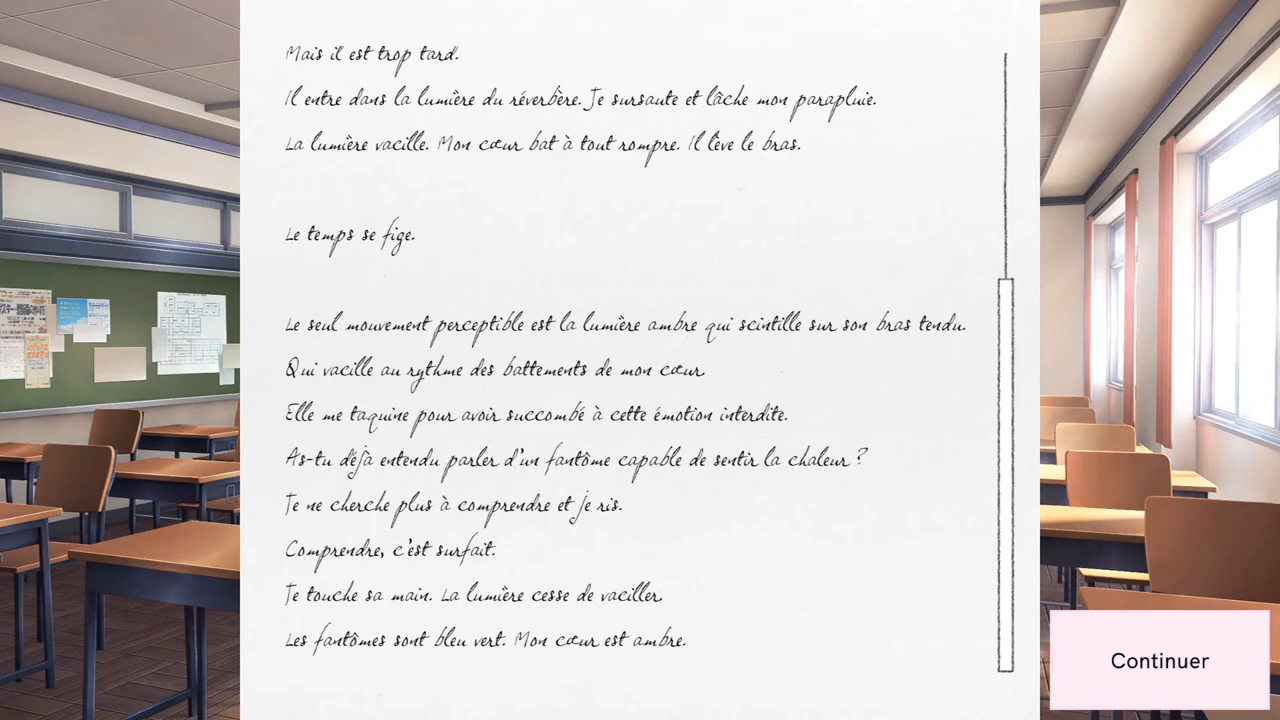 Mais il est trop tard.
Il entre dans la lumière du réverbère. Je sursaute et lâche mon parapluie.
La lumière vacille. Mon cœur bat à tout rompre. Il lève le bras.
Le temps se fige.
Le seul mouvement perceptible est la lumière ambre qui scintille sur son bras tendu.
Qui vacille au rythme des battements de mon cœur
Elle me taquine pour avoir succombé à cette émotion interdite.
As-tu déjà entendu parler d'un fantôme capable de sentir la chaleur ?
Je ne cherche plus à comprendre et je ris.
Comprendre, c'est surfait.
Je touche sa main. La lumière cesse de vaciller
Les fantômes sont bleu vert. Mon cœur est ambre.
Continuer